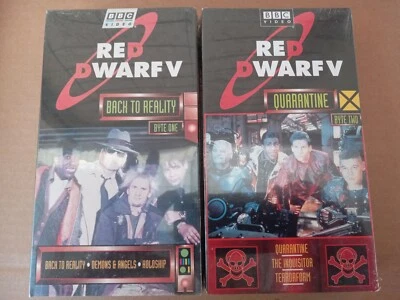 BBC
VIDEO
RED
DWARF V
BACK TO REALITY
BYTE ONE
BACK TO REALITY • DEMONS & ANGELS • HOLOSHIP
BBC
VIDEO
RED
DWARF V
QUARANTINE
BYTE TWO
QUARANTINE
THE INQUISITOR
TERRORFORM